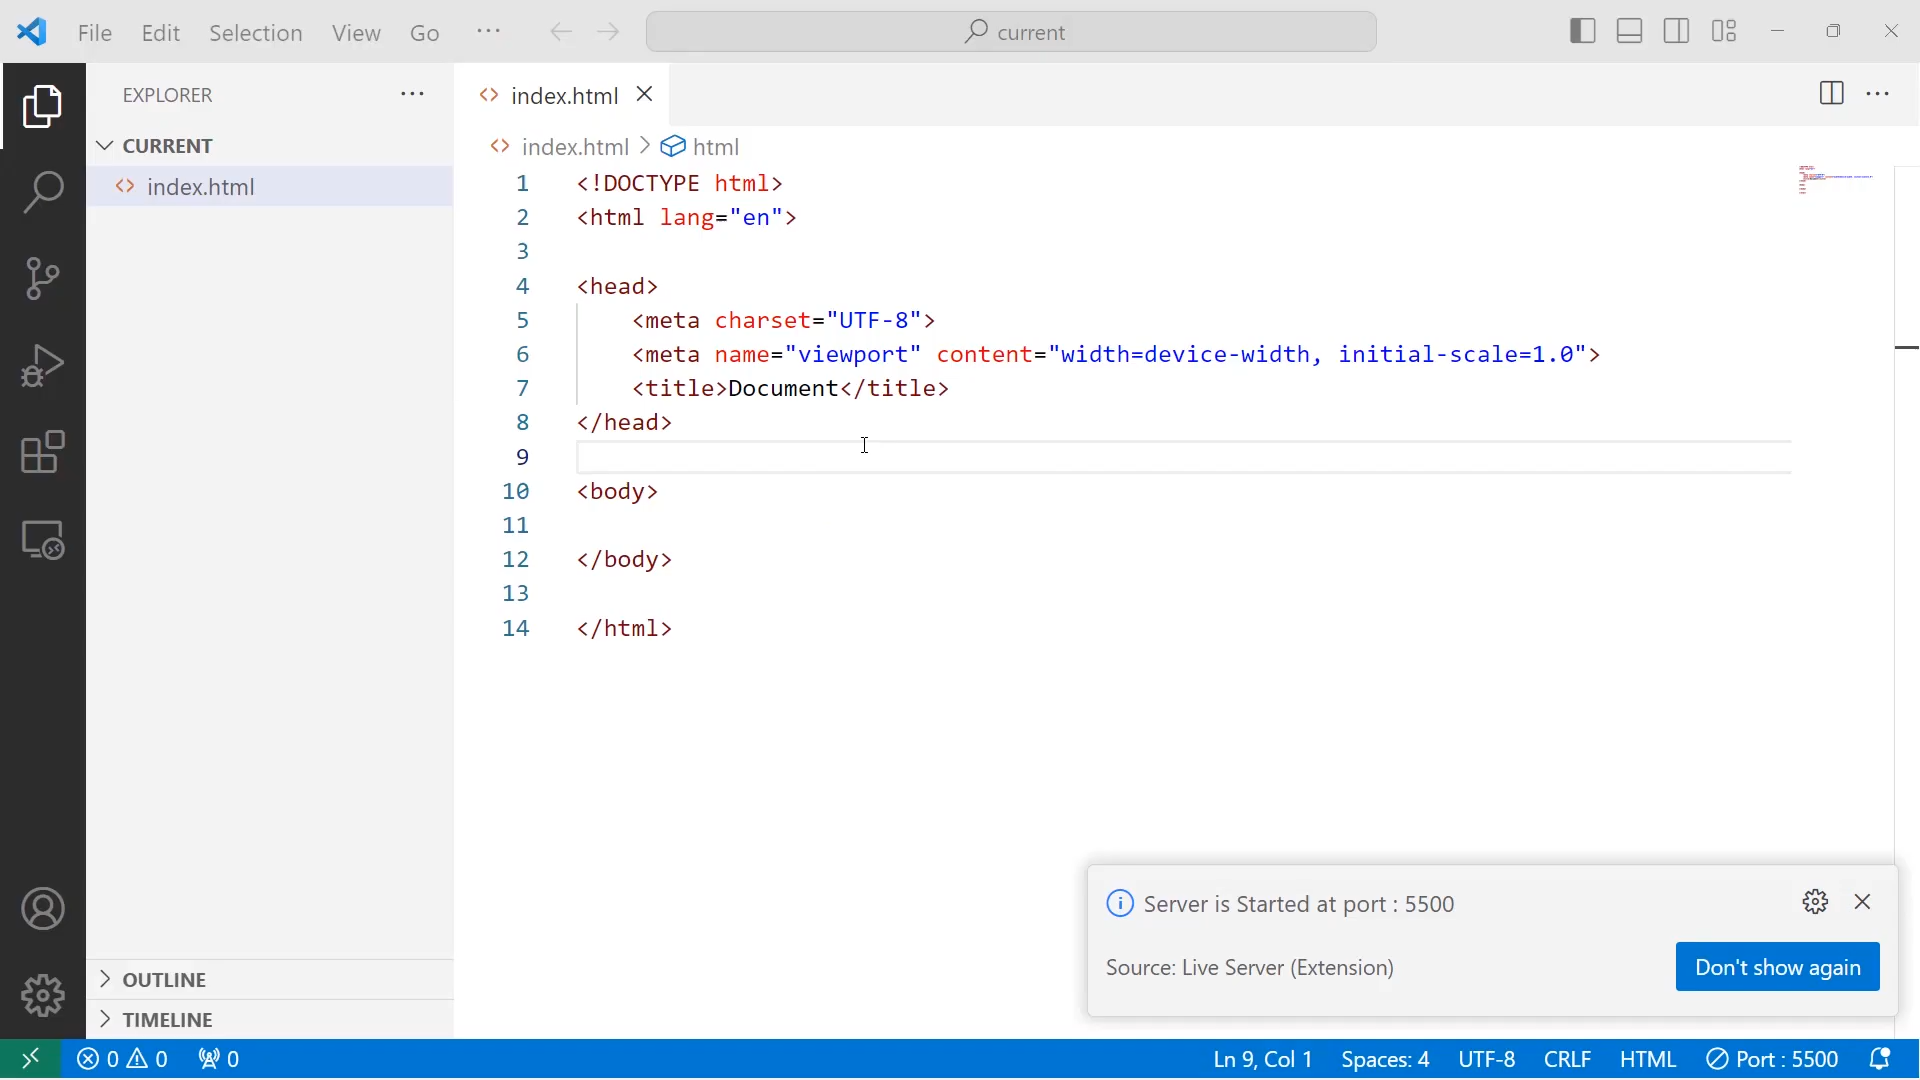 File Edit Selection View Go ··· current
EXPLORER ···
CURRENT
index.html
OUTLINE
TIMELINE
index.html
index.html > html
1 <!DOCTYPE html>
2 <html lang="en">
3
4 <head>
5 <meta charset="UTF-8">
6 <meta name="viewport" content="width=device-width, initial-scale=1.0">
7 <title>Document</title>
8 </head>
9
10 <body>
11
12 </body>
13
14 </html>
Server is Started at port : 5500
Source: Live Server (Extension) Don't show again
0 0 0 Ln 9, Col 1 Spaces: 4 UTF-8 CRLF HTML Port : 5500